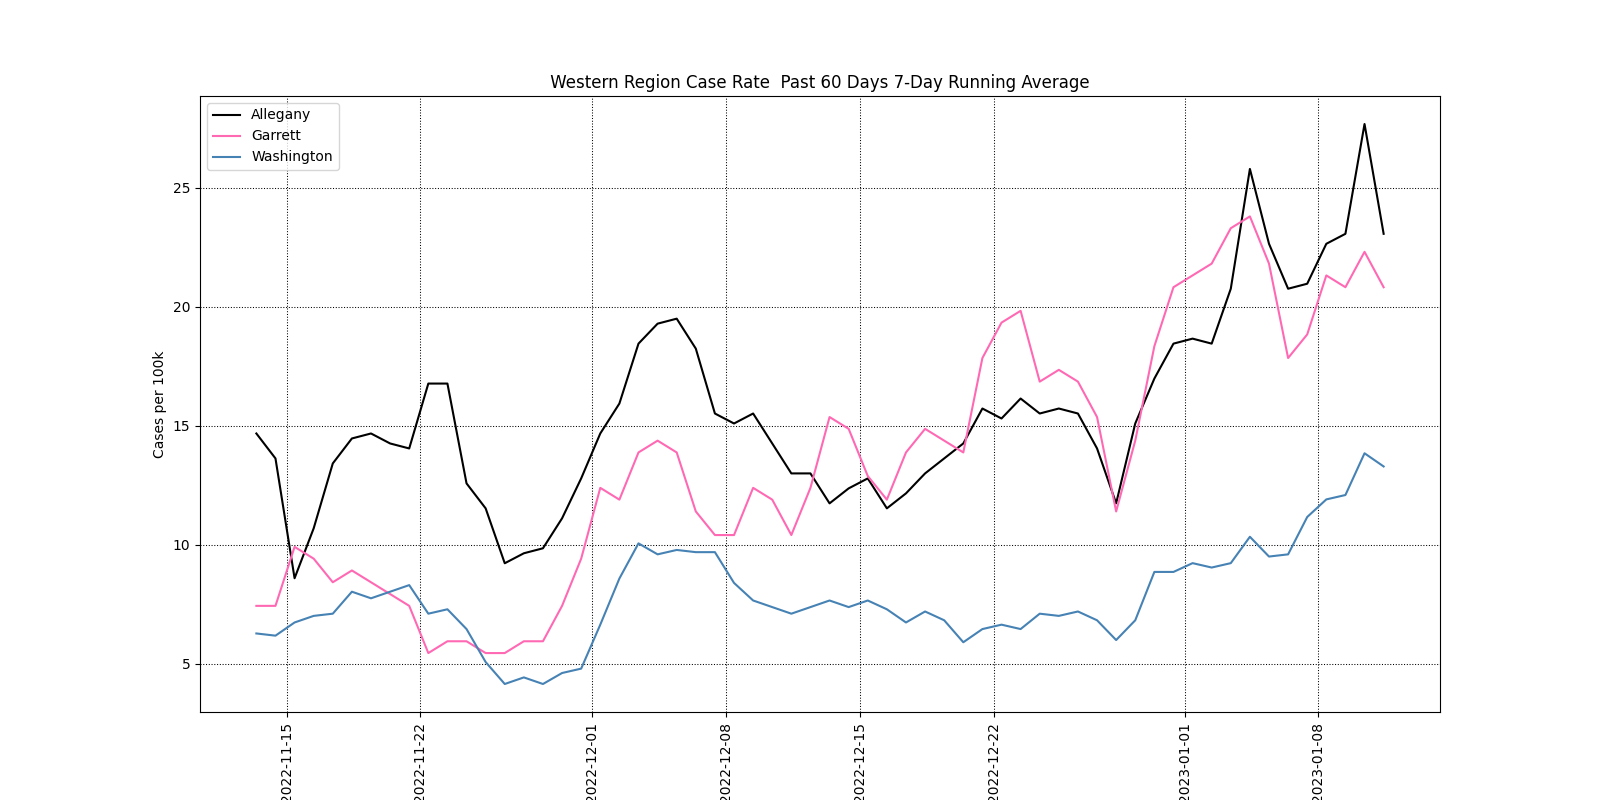 Western Region Case Rate  Past 60 Days 7-Day Running Average
Allegany
Garrett
Washington
Cases per 100k
25
20
15
10
5
2022-11-15
2022-11-22
2022-12-01
2022-12-08
2022-12-15
2022-12-22
2023-01-01
2023-01-08